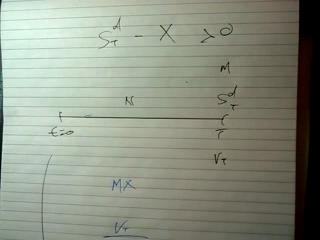 S_T^d - X > 0
M
N S_T^d
t=0 T
V_T
MX
V_T